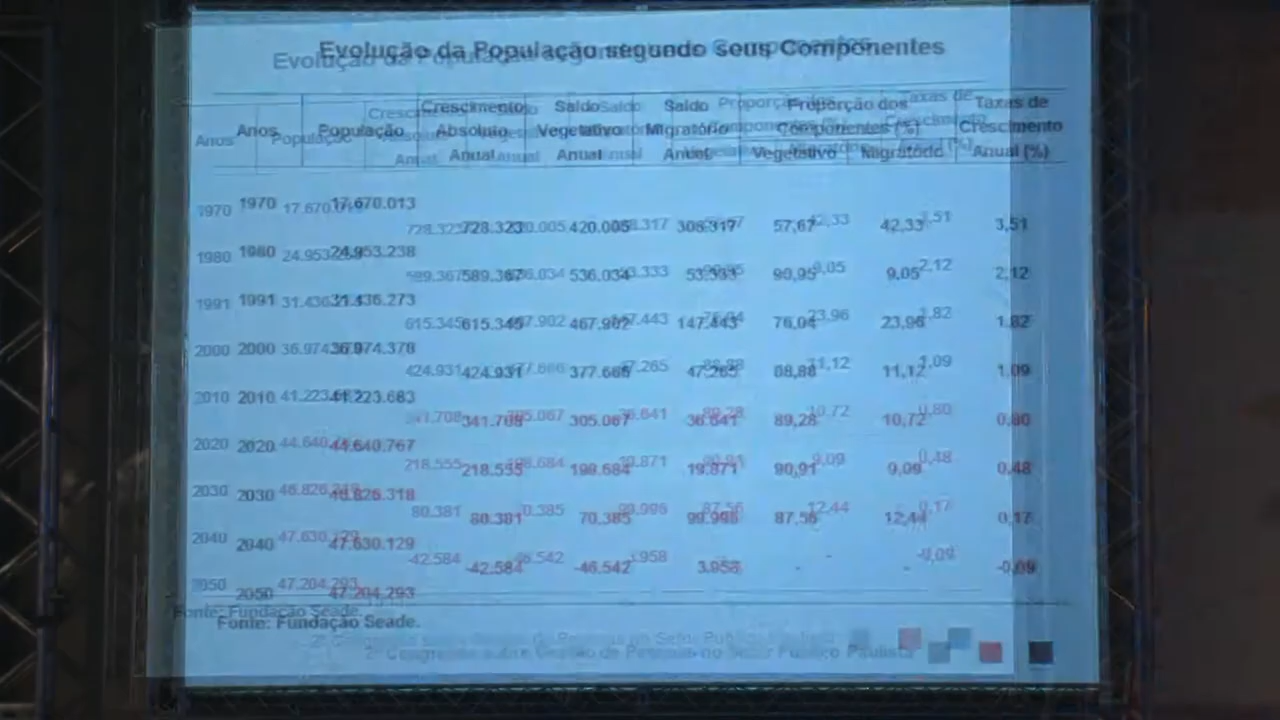 Evolução da População segundo seus Componentes
Anos População Crescimento Absoluto Anual Saldo Vegetativo Anual Saldo Migratório Anual Proporção dos Componentes (%) Vegetativo Migratório Taxas de Crescimento Anual (%)
1970 17.670.013
728.323 420.005 308.317 57,67 42,33 3,51
1980 24.953.238
589.367 536.034 53.333 90,95 9,05 2,12
1991 31.436.273
615.345 467.902 147.443 76,04 23,96 1,82
2000 36.974.378
424.931 377.666 47.265 88,88 11,12 1,09
2010 41.223.683
341.708 305.067 36.641 89,28 10,72 0,80
2020 44.640.767
218.555 198.684 19.871 90,91 9,09 0,48
2030 46.826.318
80.381 70.385 99.996 87,56 12,44 0,17
2040 47.630.129
-42.584 -46.542 3.958 - - -0,09
2050 47.204.293
Fonte: Fundação Seade.
2º Congresso sobre Gestão de Pessoas no Setor Público Paulista